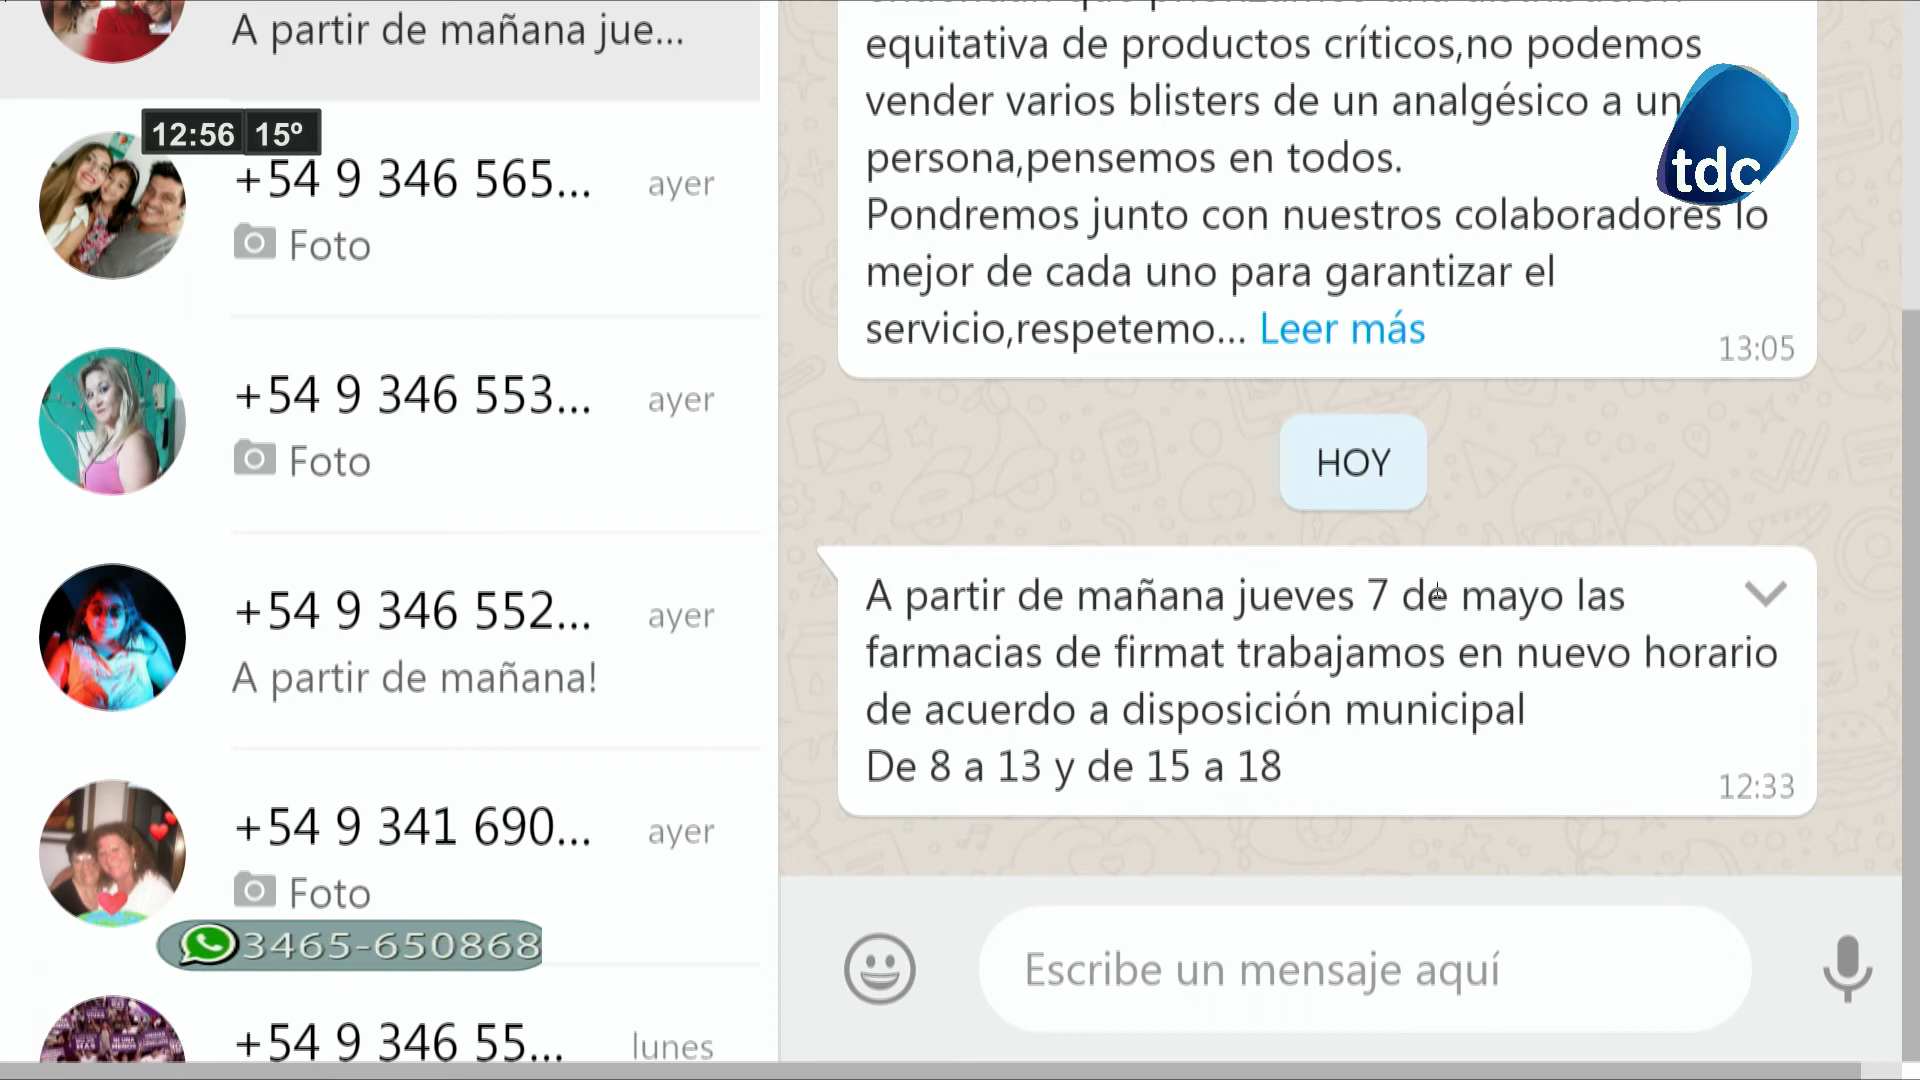 A partir de mañana jue...
12:56 15º
+54 9 346 565... ayer
Foto
+54 9 346 553... ayer
Foto
+54 9 346 552... ayer
A partir de mañana!
+54 9 341 690... ayer
Foto
3465-650868
+54 9 346 55... lunes
equitativa de productos críticos,no podemos
vender varios blisters de un analgésico a un
persona,pensemos en todos.
tdc
Pondremos junto con nuestros colaboradores lo
mejor de cada uno para garantizar el
servicio,respetemo... Leer más
13:05
HOY
A partir de mañana jueves 7 de mayo las
farmacias de firmat trabajamos en nuevo horario
de acuerdo a disposición municipal
De 8 a 13 y de 15 a 18
12:33
Escribe un mensaje aquí